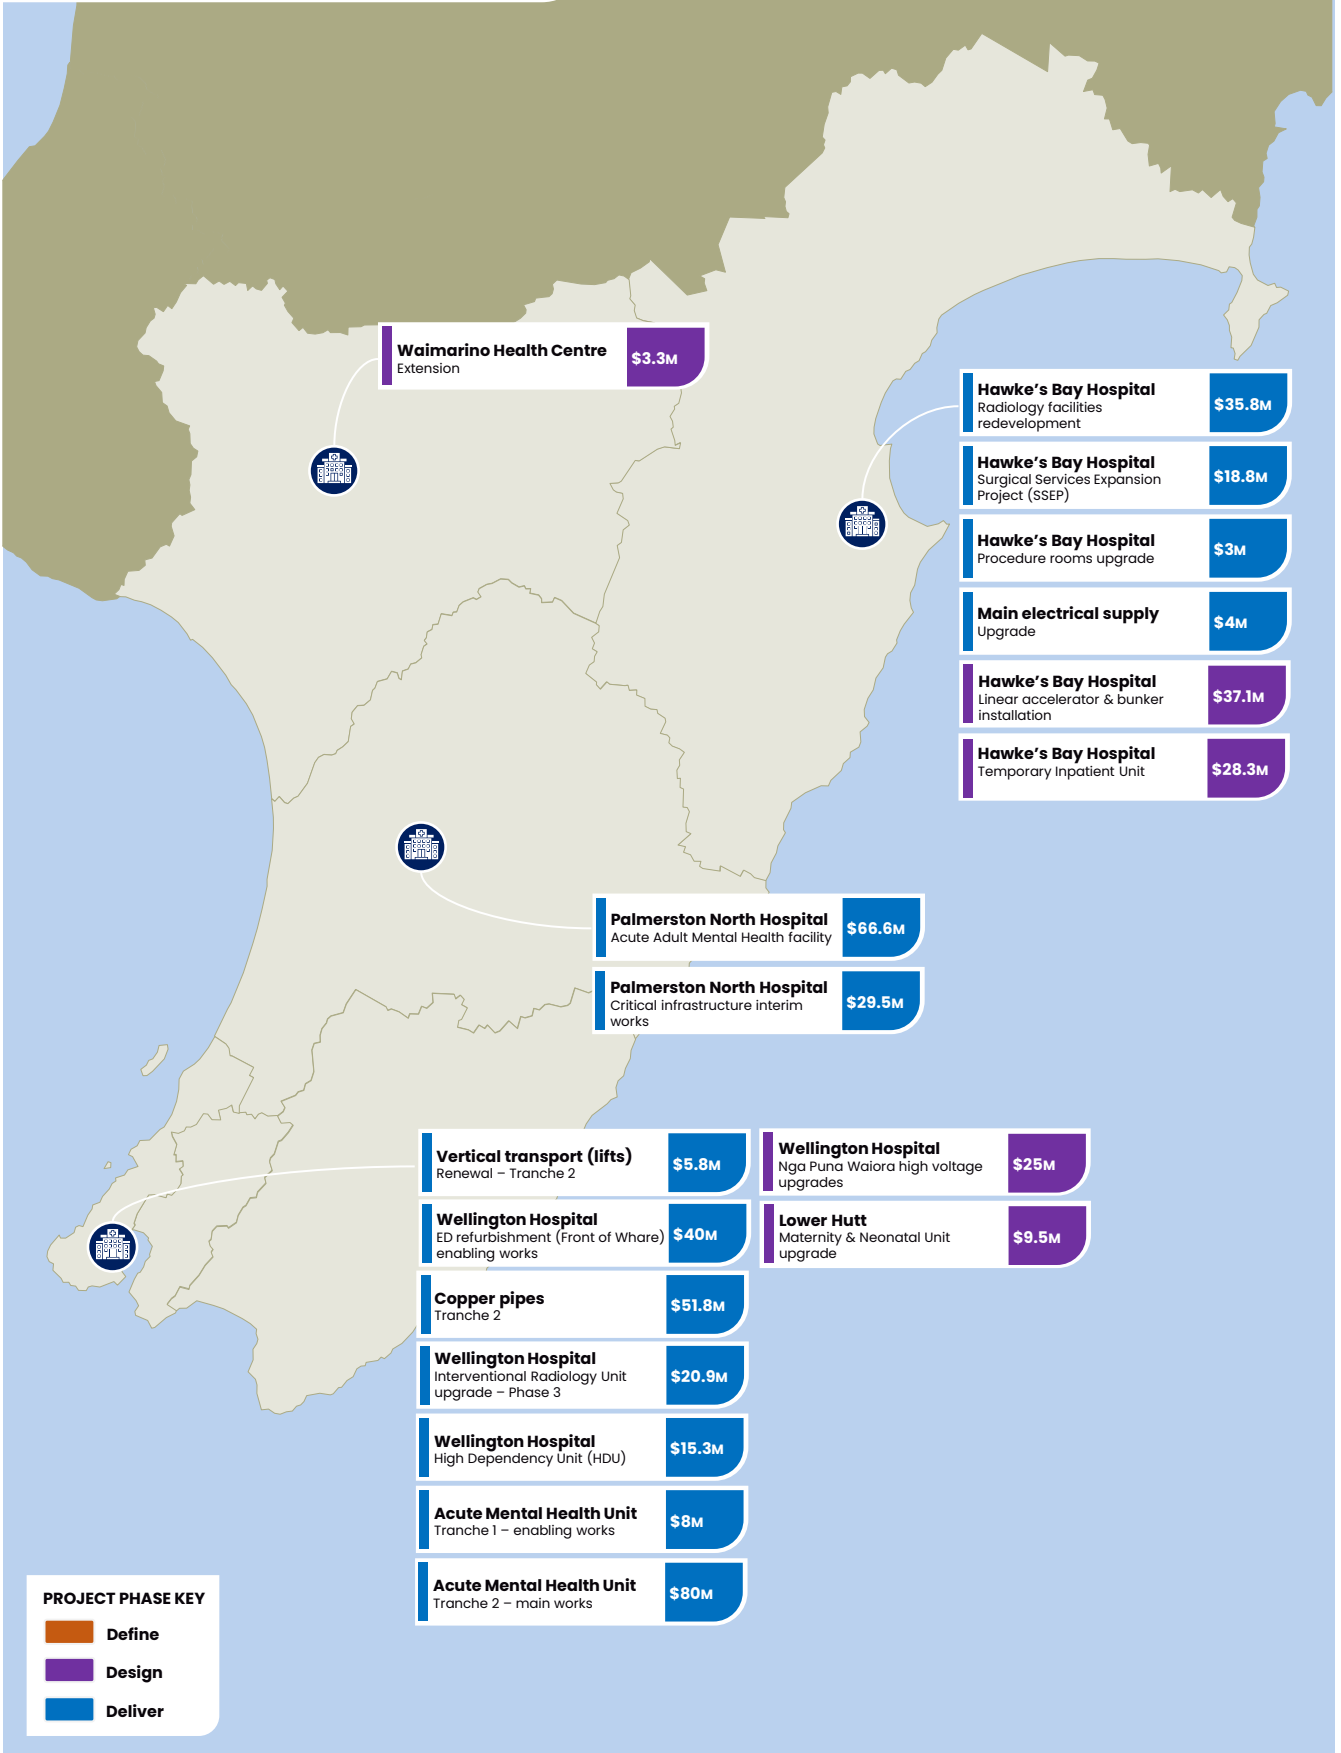 Waimarino Health Centre
Extension
$3.3M
Hawke's Bay Hospital
Radiology facilities
redevelopment
$35.8M
Hawke's Bay Hospital
Surgical Services Expansion
Project (SSEP)
$18.8M
Hawke's Bay Hospital
Procedure rooms upgrade
$3M
Main electrical supply
Upgrade
$4M
Hawke's Bay Hospital
Linear accelerator & bunker
installation
$37.1M
Hawke's Bay Hospital
Temporary Inpatient Unit
$28.3M
Palmerston North Hospital
Acute Adult Mental Health facility
$66.6M
Palmerston North Hospital
Critical infrastructure interim
works
$29.5M
Vertical transport (lifts)
Renewal – Tranche 2
$5.8M
Wellington Hospital
ED refurbishment (Front of Whare)
enabling works
$40M
Copper pipes
Tranche 2
$51.8M
Wellington Hospital
Interventional Radiology Unit
upgrade – Phase 3
$20.9M
Wellington Hospital
High Dependency Unit (HDU)
$15.3M
Acute Mental Health Unit
Tranche 1 – enabling works
$8M
Acute Mental Health Unit
Tranche 2 – main works
$80M
Wellington Hospital
Nga Puna Waiora high voltage
upgrades
$25M
Lower Hutt
Maternity & Neonatal Unit
upgrade
$9.5M
PROJECT PHASE KEY
Define
Design
Deliver